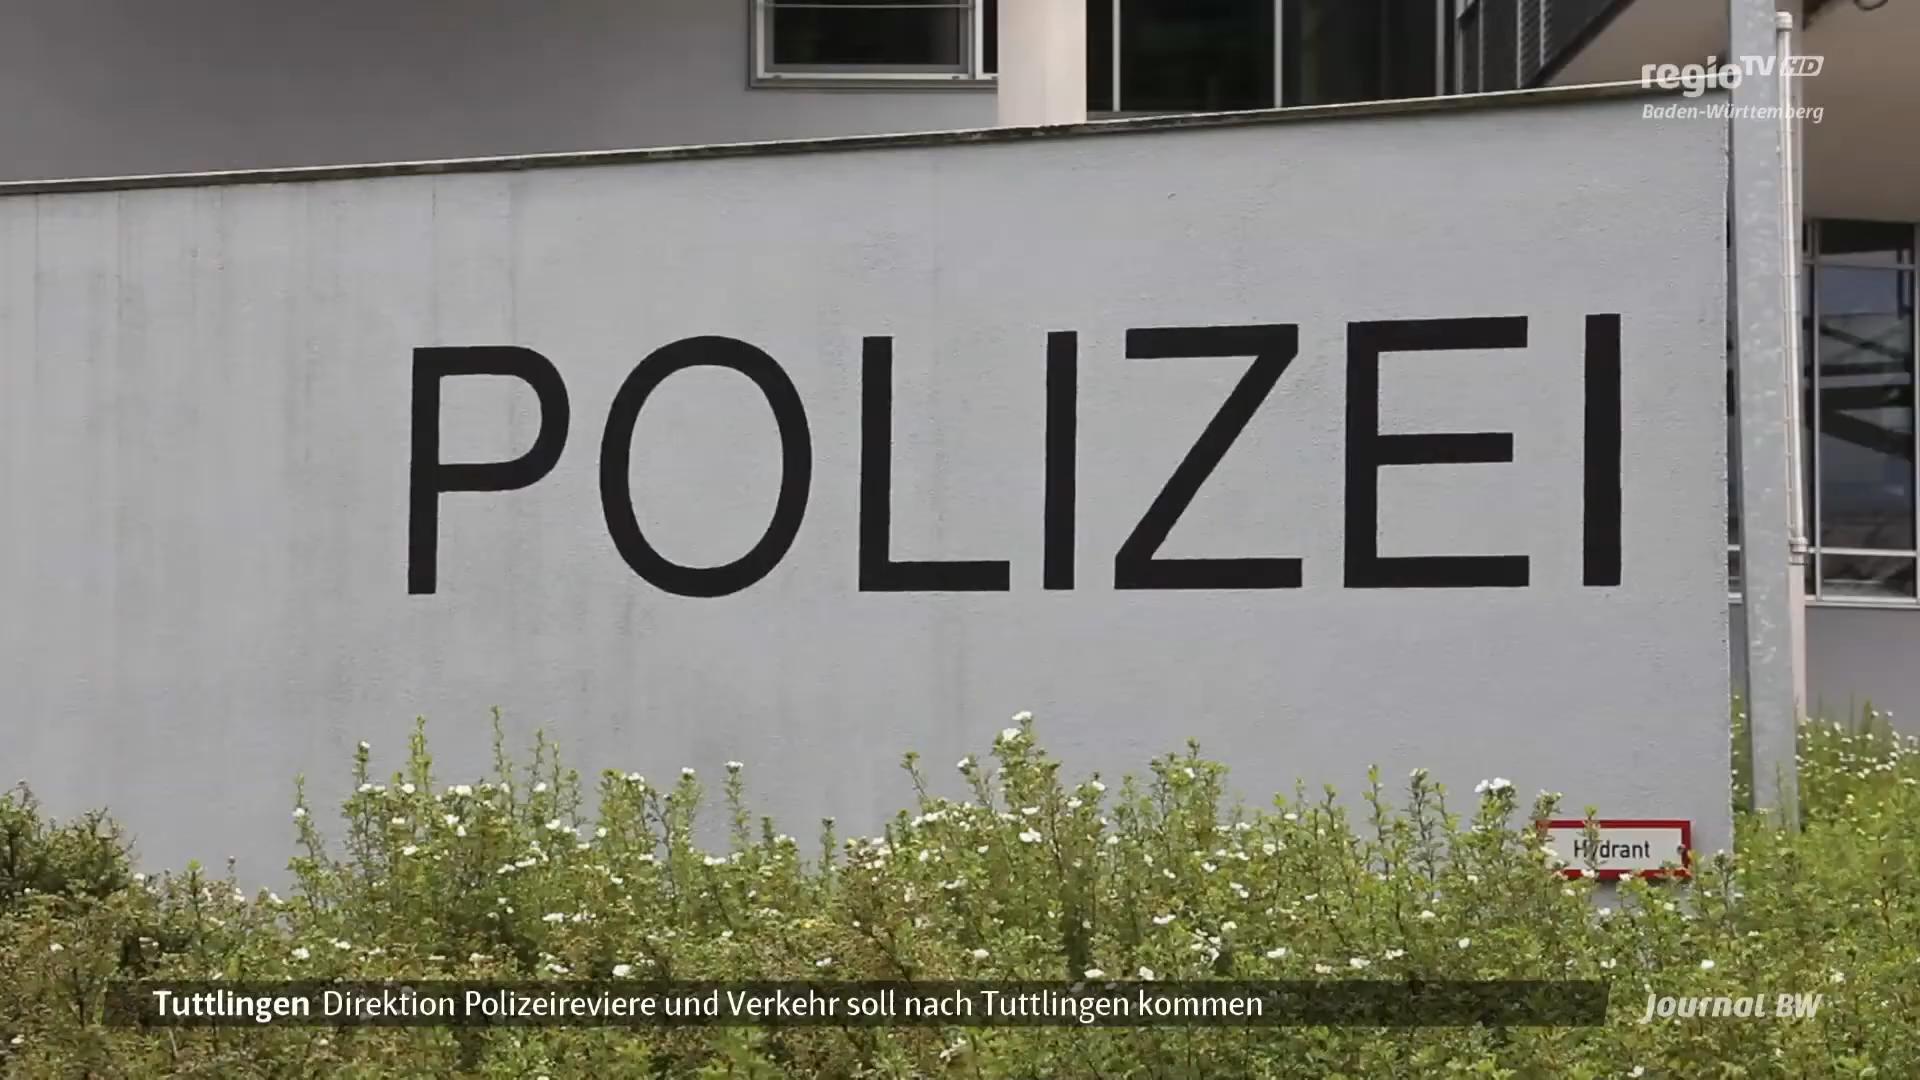 regioTV HD
Baden-Württemberg
POLIZEI
Hydrant
Tuttlingen Direktion Polizeireviere und Verkehr soll nach Tuttlingen kommen
Journal BW